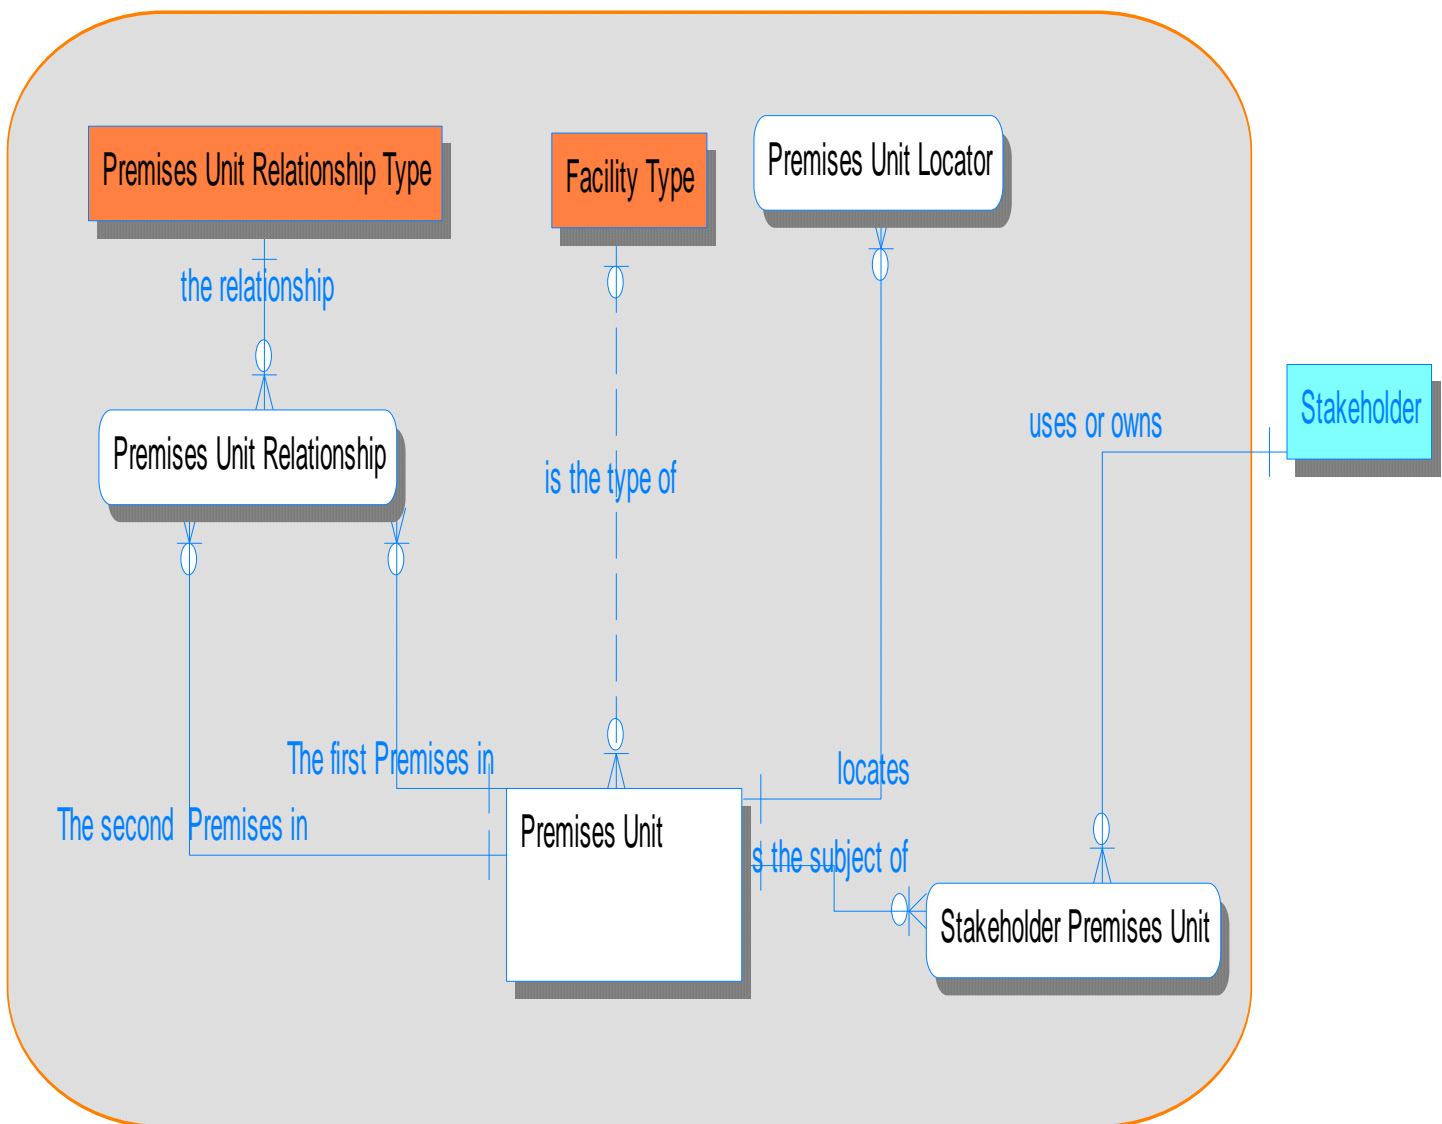 Premises Unit Relationship Type
Facility Type
Premises Unit Locator
the relationship
Stakeholder
uses or owns
Premises Unit Relationship
is the type of
The first Premises in
locates
The second Premises in
Premises Unit
s the subject of
Stakeholder Premises Unit